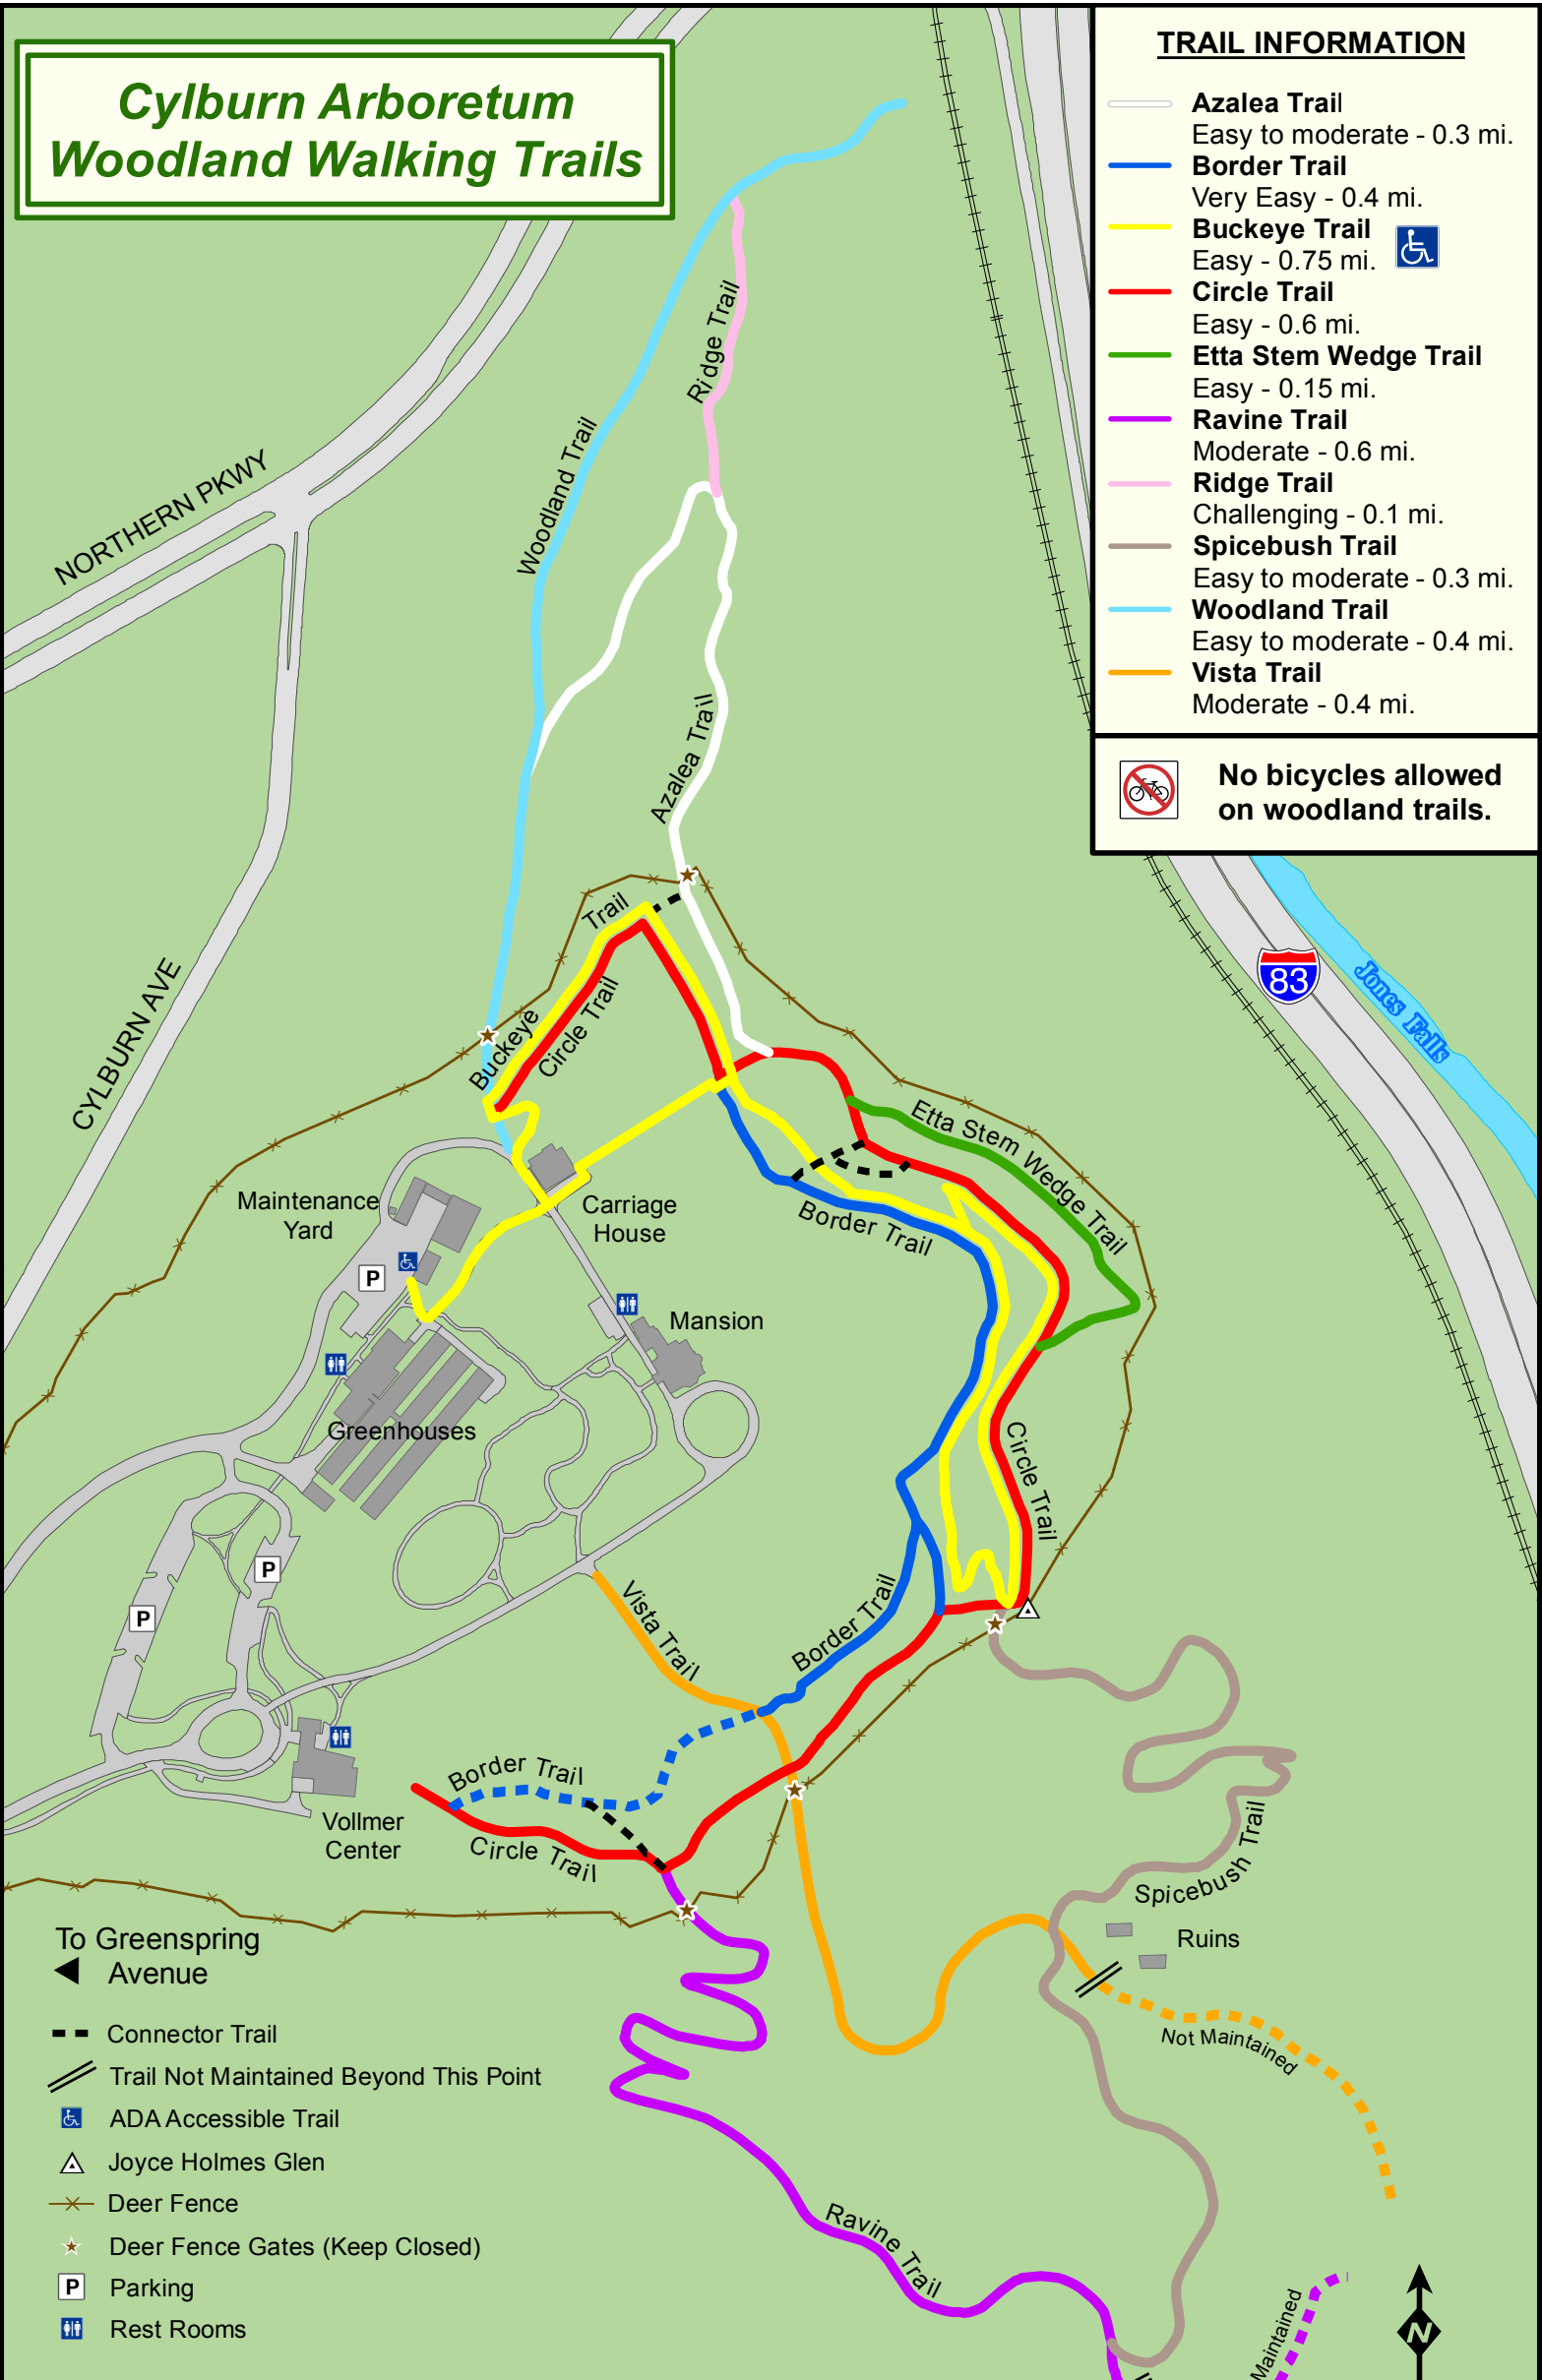 Cylburn Arboretum
Woodland Walking Trails
TRAIL INFORMATION
Azalea Trail
Easy to moderate - 0.3 mi.
Border Trail
Very Easy - 0.4 mi.
Buckeye Trail
Easy - 0.75 mi.
Circle Trail
Easy - 0.6 mi.
Etta Stem Wedge Trail
Easy - 0.15 mi.
Ravine Trail
Moderate - 0.6 mi.
Ridge Trail
Challenging - 0.1 mi.
Spicebush Trail
Easy to moderate - 0.3 mi.
Woodland Trail
Easy to moderate - 0.4 mi.
Vista Trail
Moderate - 0.4 mi.
No bicycles allowed
on woodland trails.
Ridge Trail
Woodland Trail
NORTHERN PKWY
Azalea Trail
CYLBURN AVE
Buckeye Trail
Circle Trail
83
Jones Falls
Etta Stem Wedge Trail
Maintenance
Yard
Carriage
House
Border Trail
P
Mansion
Greenhouses
Circle Trail
P
P
Vista Trail
Border Trail
Border Trail
Vollmer
Center
Circle Trail
Spicebush Trail
Ruins
Not Maintained
Ravine Trail
Maintained
To Greenspring
Avenue
Connector Trail
Trail Not Maintained Beyond This Point
ADA Accessible Trail
Joyce Holmes Glen
Deer Fence
Deer Fence Gates (Keep Closed)
P Parking
Rest Rooms
N